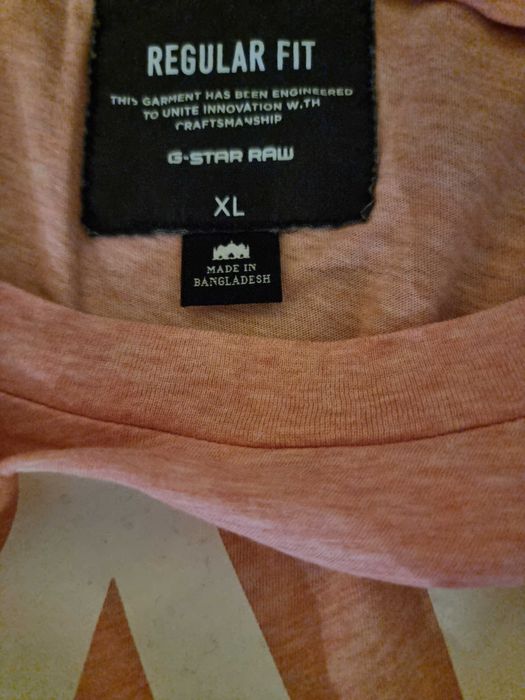 REGULAR FIT
THIS GARMENT HAS BEEN ENGINEERED
TO UNITE INNOVATION WITH
CRAFTSMANSHIP
G-STAR RAW
XL
MADE IN
BANGLADESH